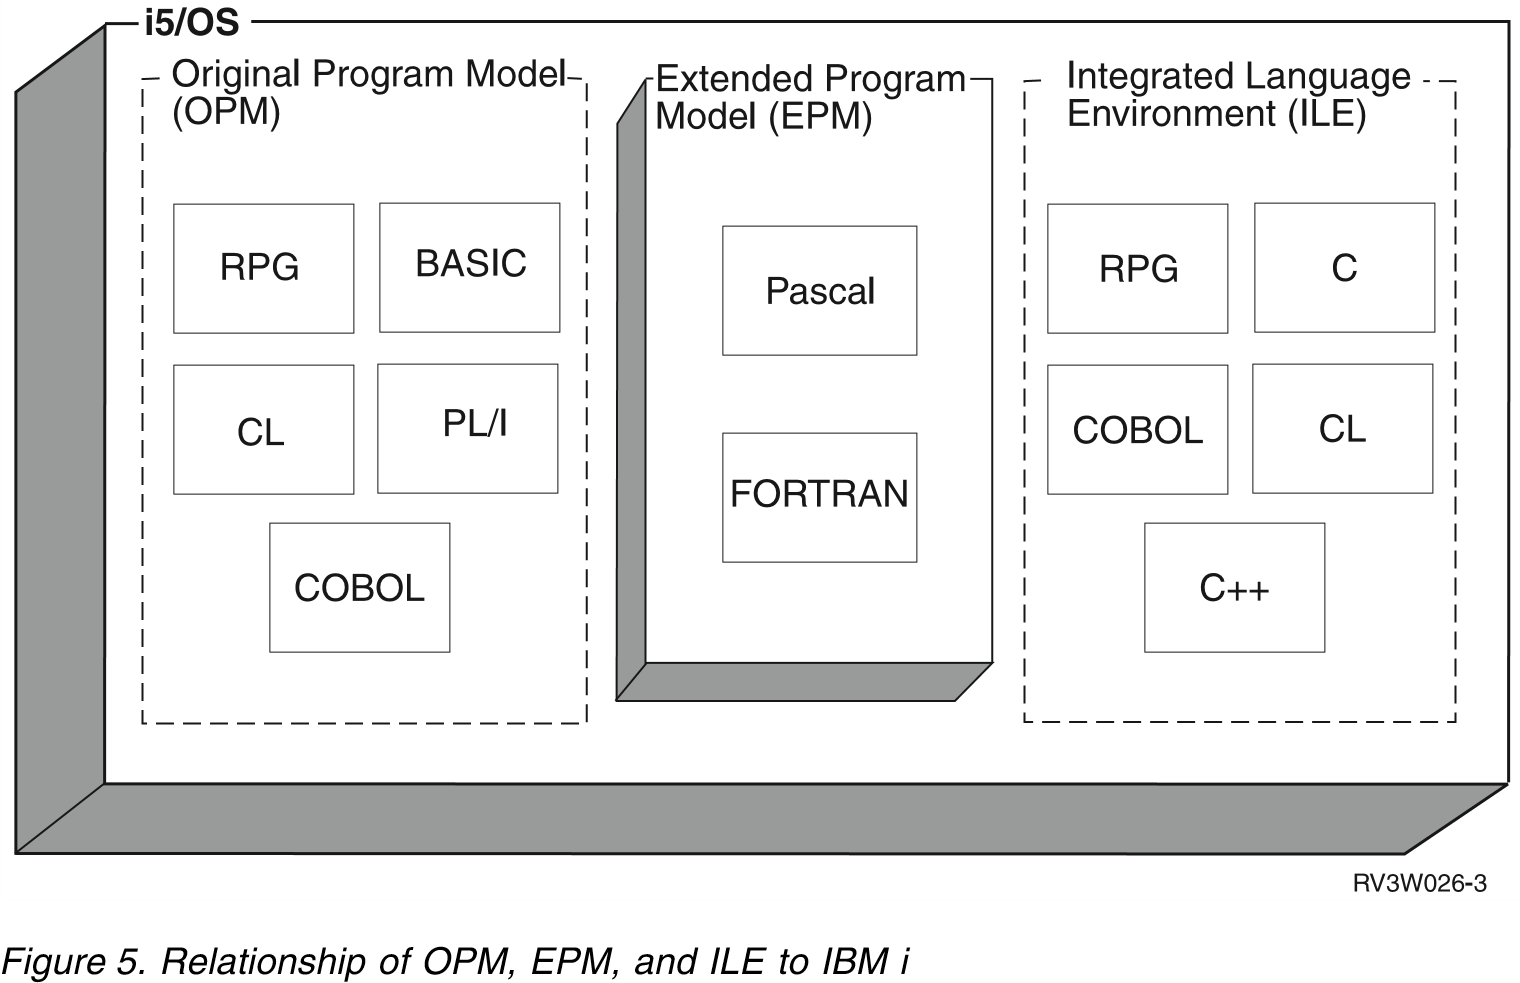 i5/OS
Original Program Model
(OPM)
RPG
BASIC
CL
PL/I
COBOL
Extended Program
Model (EPM)
Pascal
FORTRAN
Integrated Language
Environment (ILE)
RPG
C
COBOL
CL
C++
RV3W026-3
Figure 5. Relationship of OPM, EPM, and ILE to IBM i